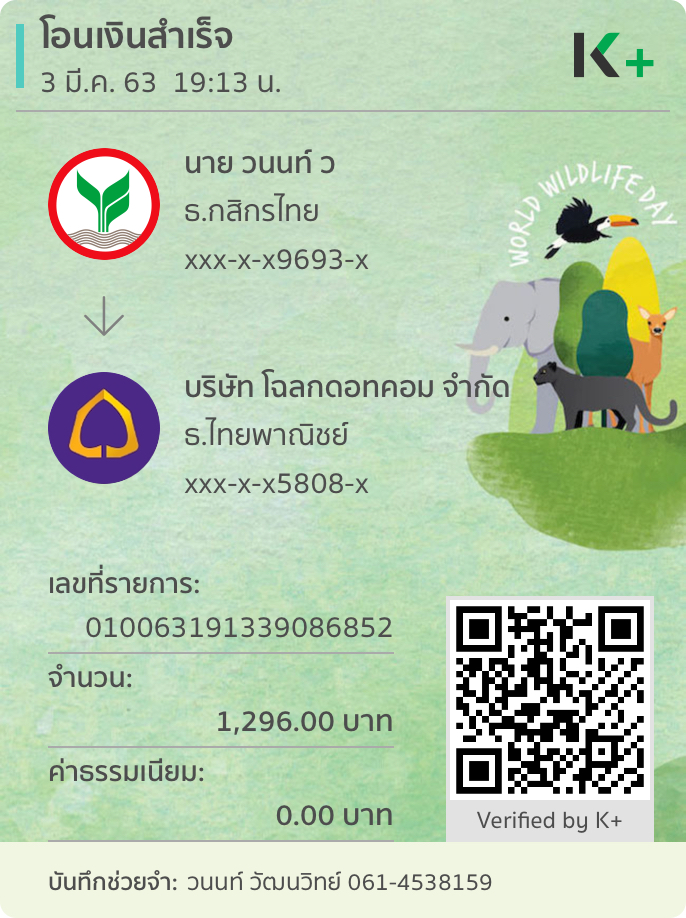 โอนเงินสำเร็จ
3 มี.ค. 63 19:13 น.
K+
นาย วนนท์ ว
ธ.กสิกรไทย
xxx-x-x9693-x
WORLD WILDLIFE DAY
บริษัท โฉลกดอทคอม จำกัด
ธ.ไทยพาณิชย์
xxx-x-x5808-x
เลขที่รายการ:
010063191339086852
จำนวน:
1,296.00 บาท
ค่าธรรมเนียม:
0.00 บาท
Verified by K+
บันทึกช่วยจำ: วนนท์ วัฒนวิทย์ 061-4538159